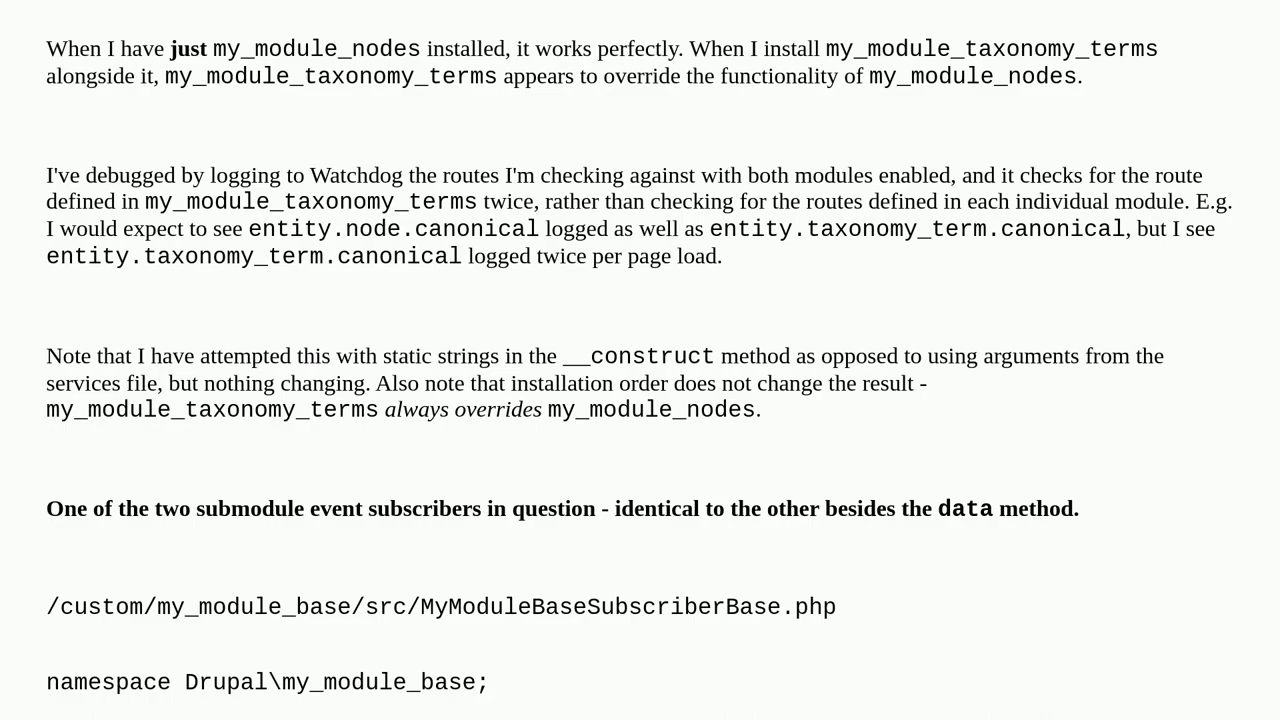 When I have just my_module_nodes installed, it works perfectly. When I install my_module_taxonomy_terms
alongside it, my_module_taxonomy_terms appears to override the functionality of my_module_nodes.
I've debugged by logging to Watchdog the routes I'm checking against with both modules enabled, and it checks for the route
defined in my_module_taxonomy_terms twice, rather than checking for the routes defined in each individual module. E.g.
I would expect to see entity.node.canonical logged as well as entity.taxonomy_term.canonical, but I see
entity.taxonomy_term.canonical logged twice per page load.
Note that I have attempted this with static strings in the __construct method as opposed to using arguments from the
services file, but nothing changing. Also note that installation order does not change the result -
my_module_taxonomy_terms always overrides my_module_nodes.
One of the two submodule event subscribers in question - identical to the other besides the data method.
/custom/my_module_base/src/MyModuleBaseSubscriberBase.php
namespace Drupal\my_module_base;